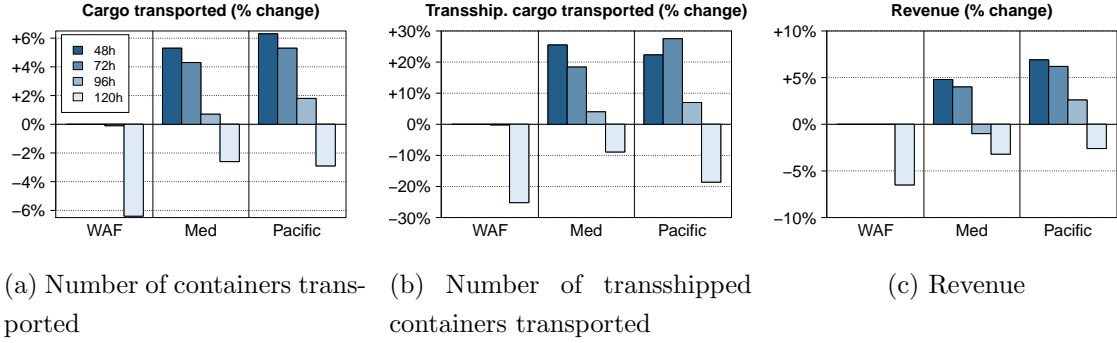 Cargo transported (% change)
+6%
+4%
+2%
0%
−2%
−4%
−6%
48h
72h
96h
120h
WAF Med Pacific
Transship. cargo transported (% change)
+30%
+20%
+10%
0%
−10%
−20%
−30%
WAF Med Pacific
Revenue (% change)
+10%
+5%
0%
−5%
−10%
WAF Med Pacific
(a) Number of containers trans-
ported
(b) Number of transshipped
containers transported
(c) Revenue